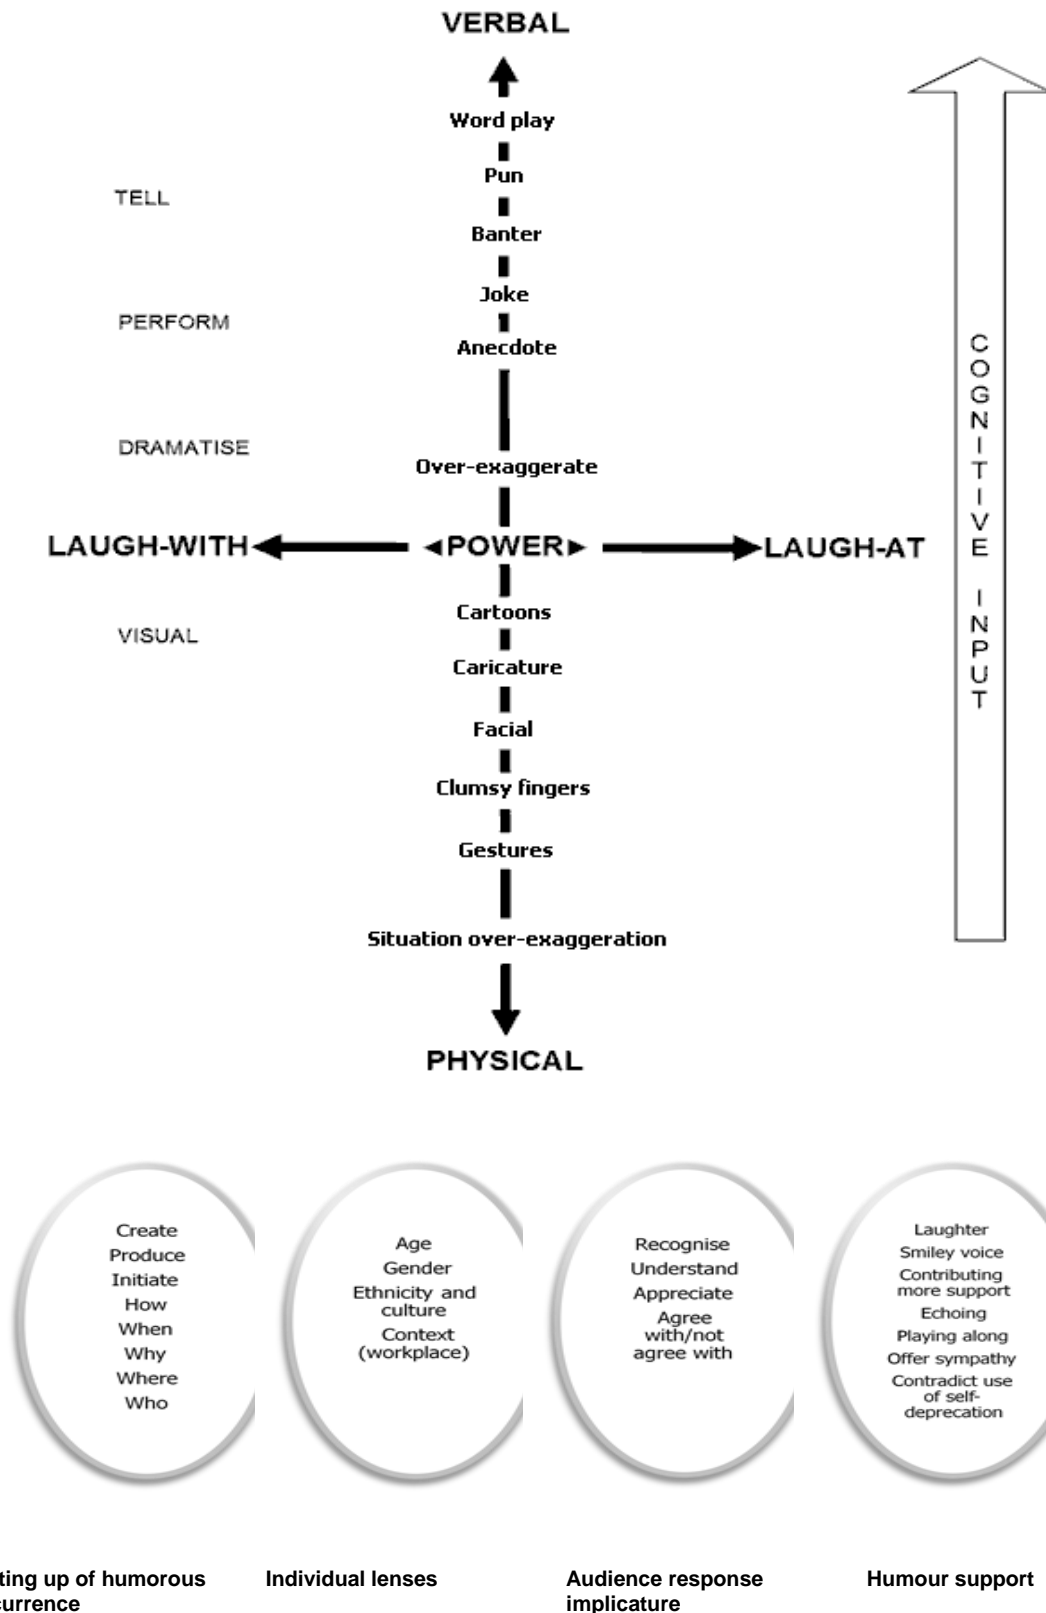 VERBAL
Word play
Pun
TELL
Banter
Joke
PERFORM
Anecdote
DRAMATISE
Over-exaggerate
LAUGH-WITH ◄POWER► LAUGH-AT
Cartoons
VISUAL
Caricature
Facial
Clumsy fingers
Gestures
Situation over-exaggeration
PHYSICAL
COGNITIVE INPUT
Create
Produce
Initiate
How
When
Why
Where
Who
Age
Gender
Ethnicity and
culture
Context
(workplace)
Recognise
Understand
Appreciate
Agree
with/not
agree with
Laughter
Smiley voice
Contributing
more support
Echoing
Playing along
Offer sympathy
Contradict use
of self-
deprecation
ting up of humorous
currence
Individual lenses
Audience response
implicature
Humour support